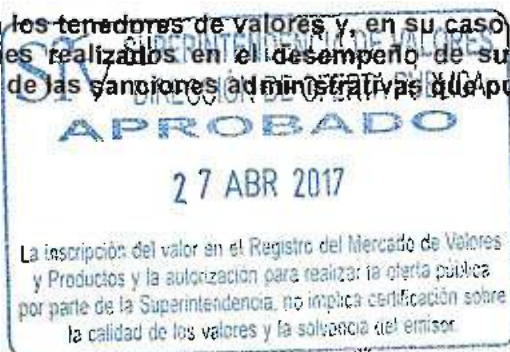 los tenedores de valores y, en su caso
es realizados en el desempeño de su
de las sanciones administrativas que pu
SIV
SUPERINTENDENCIA DE VALORES
DIRECCIÓN DE OFERTA PÚBLICA
APROBADO
27 ABR 2017
La inscripción del valor en el Registro del Mercado de Valores
y Productos y la autorización para realizar la oferta pública
por parte de la Superintendencia, no implica certificación sobre
la calidad de los valores y la solvencia del emisor.